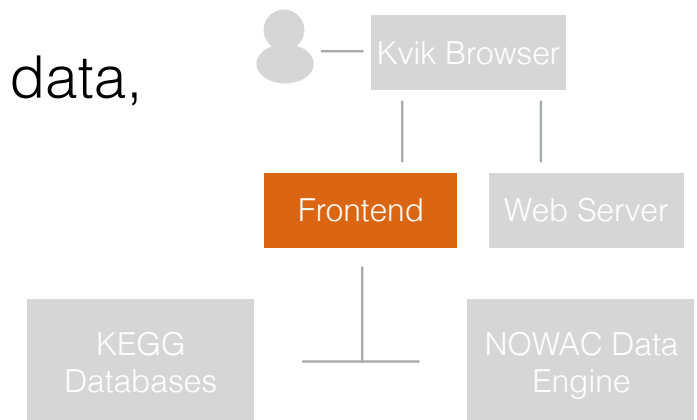 data,
Kvik Browser
Frontend
Web Server
KEGG
Databases
NOWAC Data
Engine